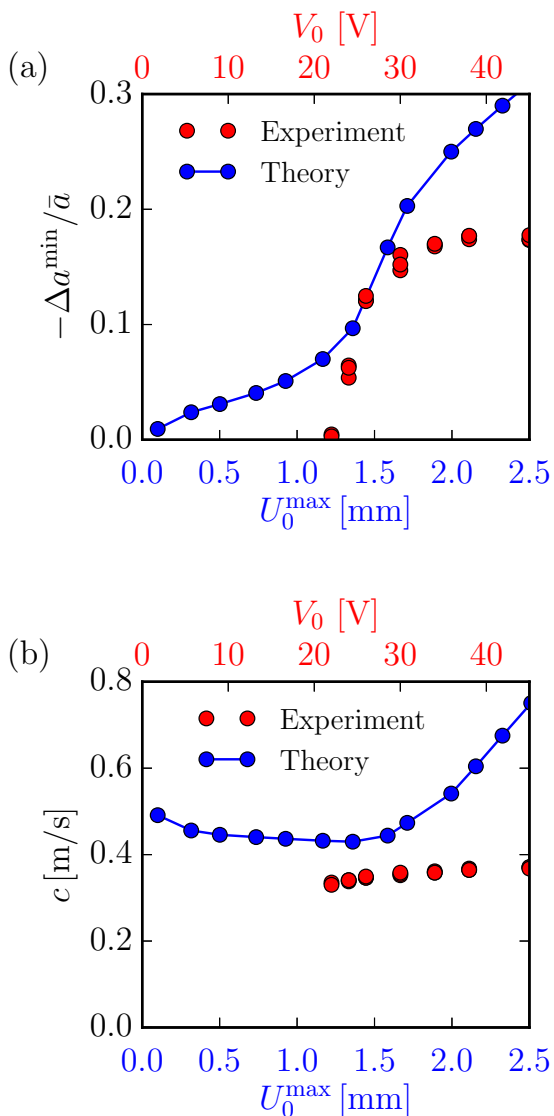 V₀ [V]
(a)
0 10 20 30 40
0.3
Experiment
Theory
0.2
−Δa^min/ā
0.1
0.0
0.0 0.5 1.0 1.5 2.0 2.5
U₀^max [mm]
V₀ [V]
(b)
0 10 20 30 40
0.8
Experiment
Theory
0.6
c [m/s]
0.4
0.2
0.0
0.0 0.5 1.0 1.5 2.0 2.5
U₀^max [mm]